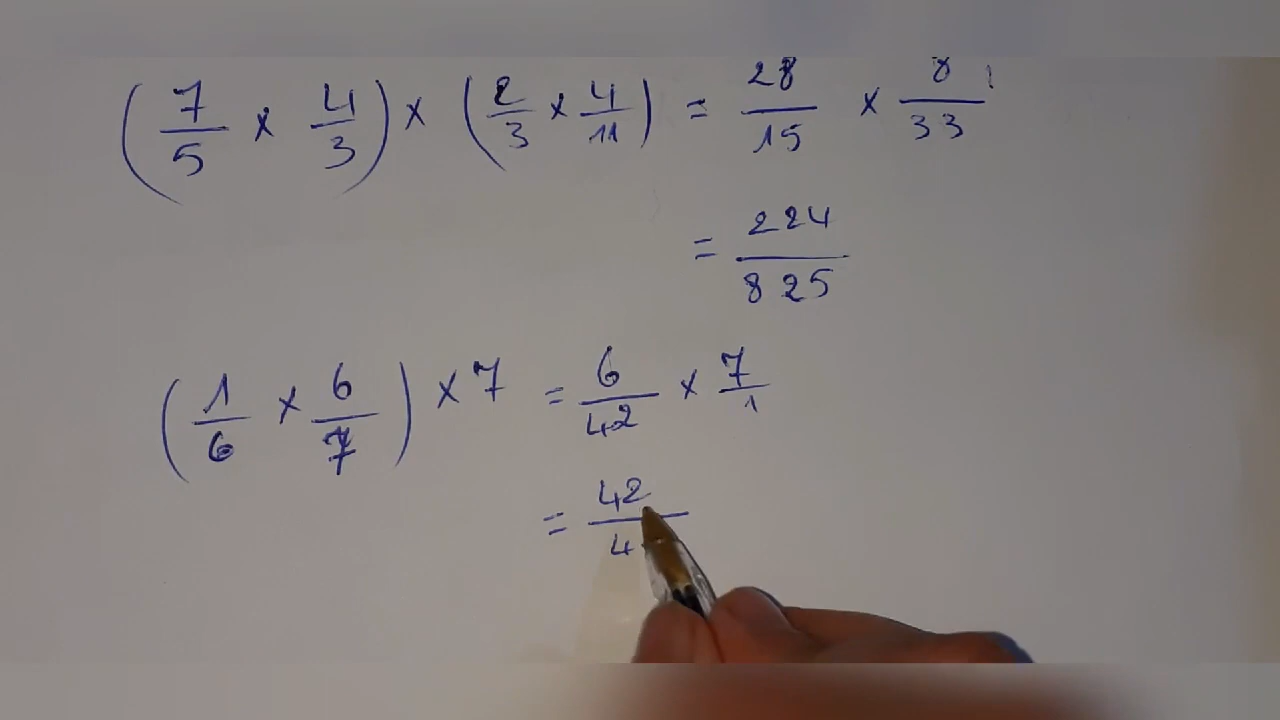 (7/5 × 4/3) × (2/3 × 4/11) = 28/15 × 8/33
= 224/825
(1/6 × 6/7) × 7 = 6/42 × 7/1
= 42/4